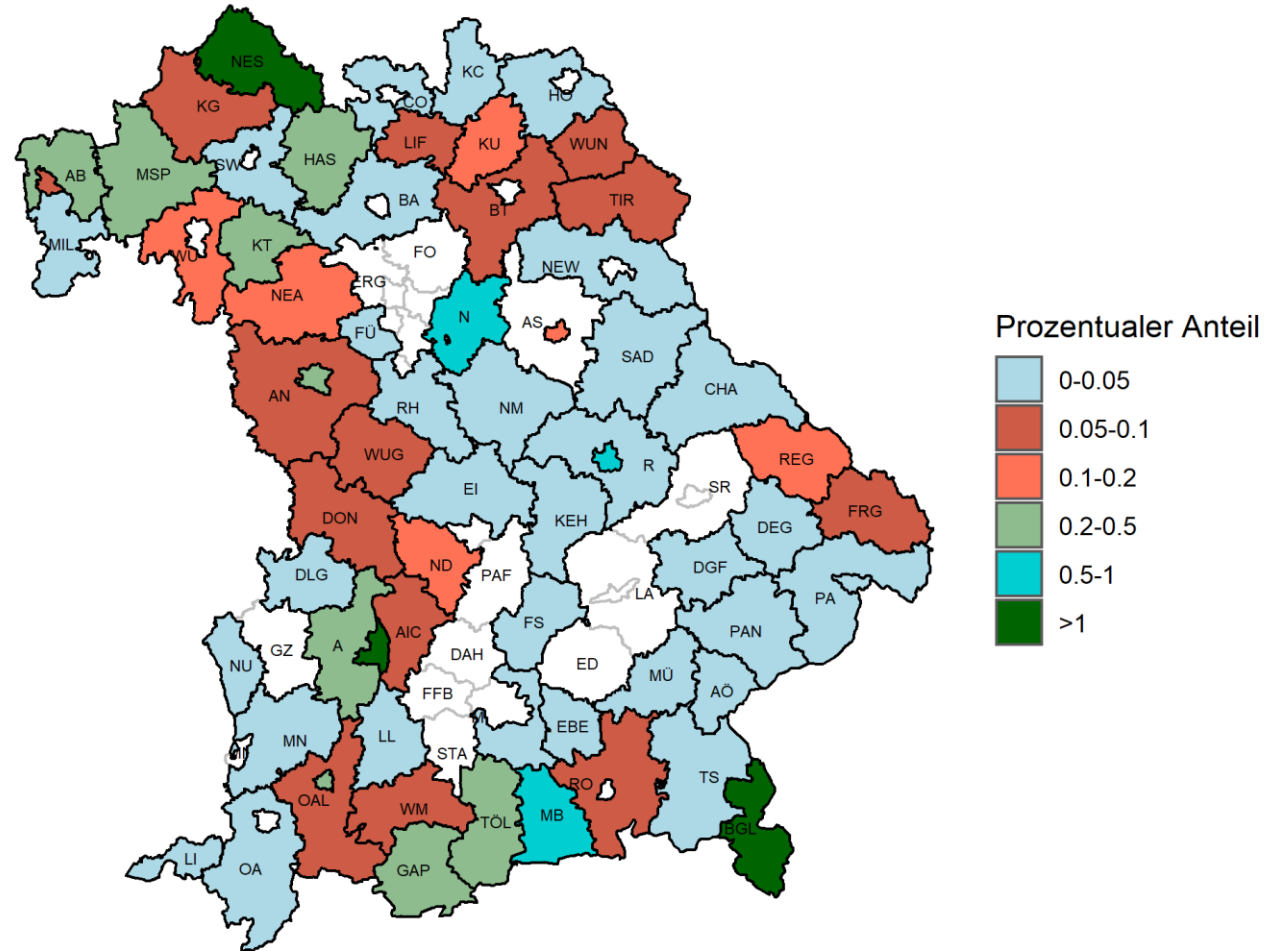 NES
KC
CO
HO
KG
LIF
KU
WUN
SW
HAS
AB
MSP
BA
BT
TIR
MIL
WÜ
KT
FO
NEW
ERG
NEA
N
AS
FÜ
SAD
CHA
AN
RH
NM
WUG
REG
R
EI
SR
KEH
FRG
DON
DEG
ND
PAF
DGF
DLG
LA
PA
AIC
FS
A
PAN
GZ
DAH
ED
NU
FFB
MÜ
AÖ
MN
LL
STA
EBE
TS
OAL
WM
RO
TÖL
MB
BGL
LI
OA
GAP
Prozentualer Anteil
0-0.05
0.05-0.1
0.1-0.2
0.2-0.5
0.5-1
>1